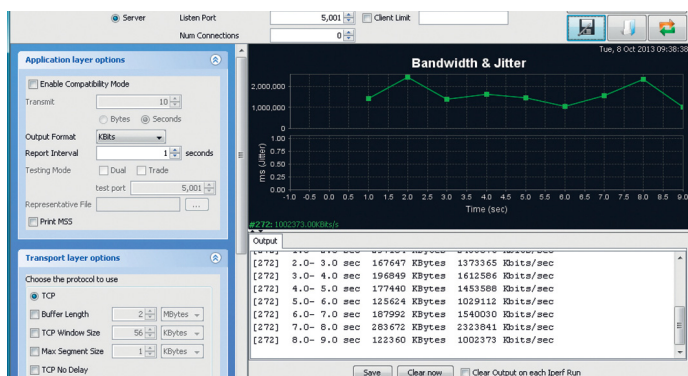 Server
Listen Port
5,001
Client Limit
Num Connections
0
Application layer options
Enable Compatibility Mode
Transmit
10
Bytes
Seconds
Output Format
KBits
Report Interval
1
seconds
Testing Mode
Dual
Trade
test port
5,001
Representative File
...
Print MSS
Transport layer options
Choose the protocol to use
TCP
Buffer Length
2
MBytes
TCP Window Size
56
KBytes
Max Segment Size
1
KBytes
TCP No Delay
Tue, 8 Oct 2013 09:38:38
Bandwidth & Jitter
2,000,000
1,000,000
0
ms (Jitter)
1.00
0.75
0.50
0.25
0.00
-1.0 -0.5 0.0 0.5 1.0 1.5 2.0 2.5 3.0 3.5 4.0 4.5 5.0 5.5 6.0 6.5 7.0 7.5 8.0 8.5 9.0
Time (sec)
#272: 1002373.00KBits/s
Output
[272] 2.0- 3.0 sec 167647 KBytes 1373365 Kbits/sec
[272] 3.0- 4.0 sec 196849 KBytes 1612586 Kbits/sec
[272] 4.0- 5.0 sec 177440 KBytes 1453588 Kbits/sec
[272] 5.0- 6.0 sec 125624 KBytes 1029112 Kbits/sec
[272] 6.0- 7.0 sec 187992 KBytes 1540030 Kbits/sec
[272] 7.0- 8.0 sec 283672 KBytes 2323841 Kbits/sec
[272] 8.0- 9.0 sec 122360 KBytes 1002373 Kbits/sec
Save
Clear now
Clear Output on each Iperf Run